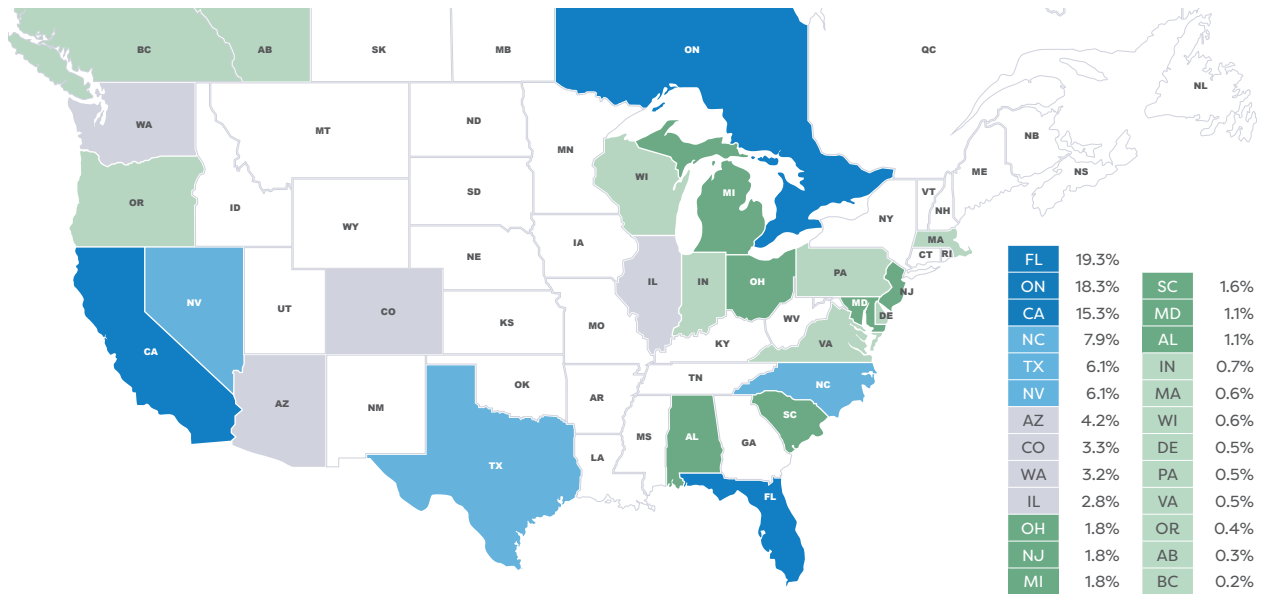 BC
AB
SK
MB
ON
QC
NL
WA
MT
ND
MN
NB
ME
NS
OR
ID
WY
SD
WI
MI
VT
NH
NY
MA
CT
RI
IA
NE
NV
UT
CO
IL
IN
OH
PA
NJ
MD
DE
WV
VA
CA
KS
MO
KY
AZ
NM
OK
AR
TN
NC
SC
TX
LA
MS
AL
GA
FL
FL 19.3%
ON 18.3%
CA 15.3%
NC 7.9%
TX 6.1%
NV 6.1%
AZ 4.2%
CO 3.3%
WA 3.2%
IL 2.8%
OH 1.8%
NJ 1.8%
MI 1.8%
SC 1.6%
MD 1.1%
AL 1.1%
IN 0.7%
MA 0.6%
WI 0.6%
DE 0.5%
PA 0.5%
VA 0.5%
OR 0.4%
AB 0.3%
BC 0.2%